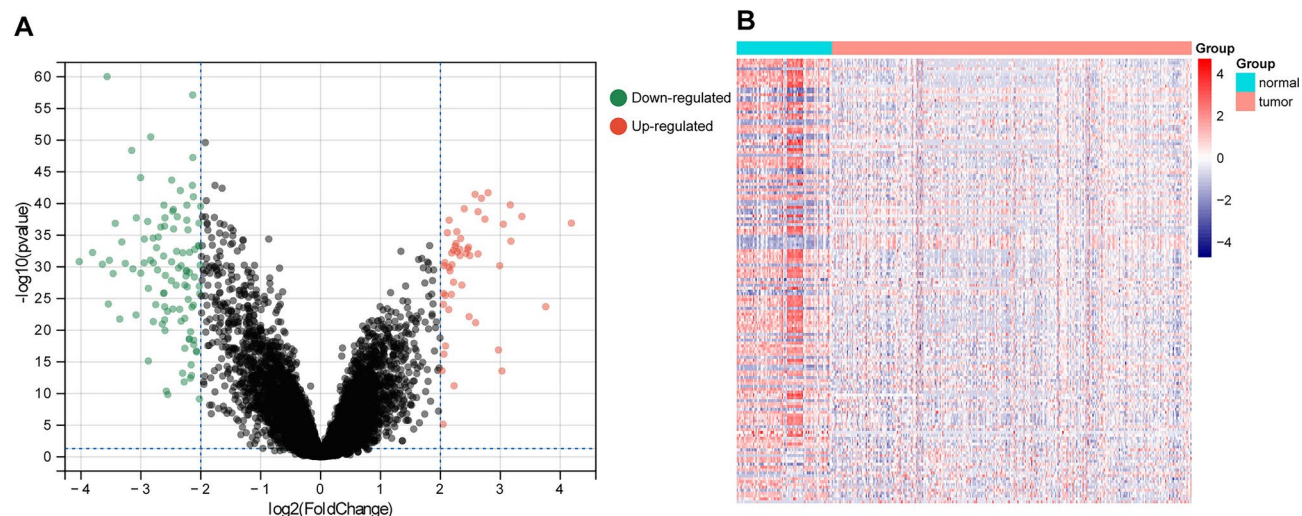 A
60
55
50
45
40
35
30
25
20
15
10
5
0
-log10(pvalue)
−4 −3 −2 −1 0 1 2 3 4
log2(FoldChange)
Down-regulated
Up-regulated
B
Group
4
2
0
−2
−4
Group
normal
tumor